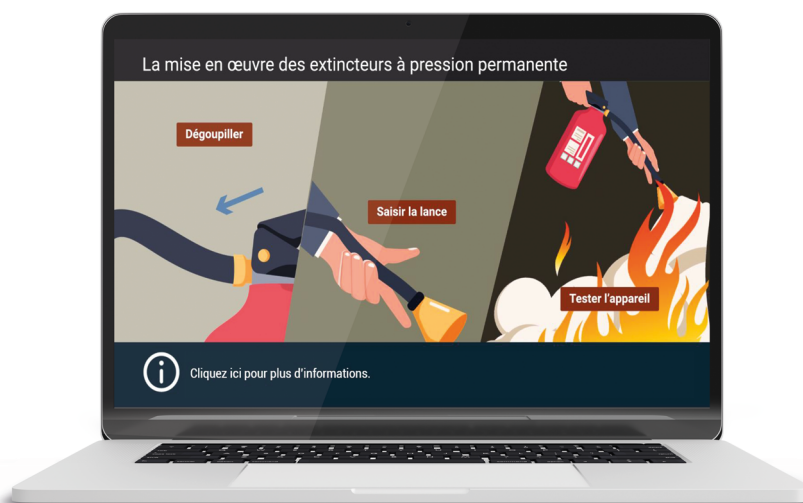 La mise en œuvre des extincteurs à pression permanente
Dégoupiller
Saisir la lance
Tester l'appareil
Cliquez ici pour plus d'informations.